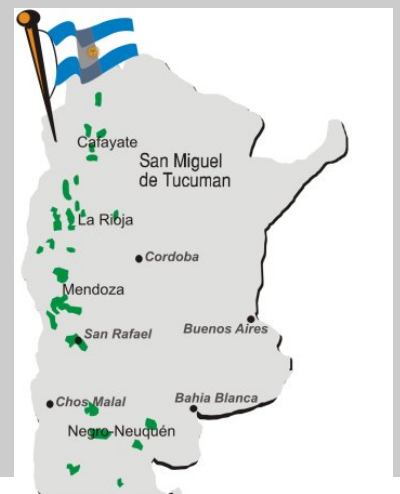 Cafayate
San Miguel
de Tucuman
La Rioja
Cordoba
Mendoza
San Rafael
Buenos Aires
Chos Malal
Bahia Blanca
Negro-Neuquén